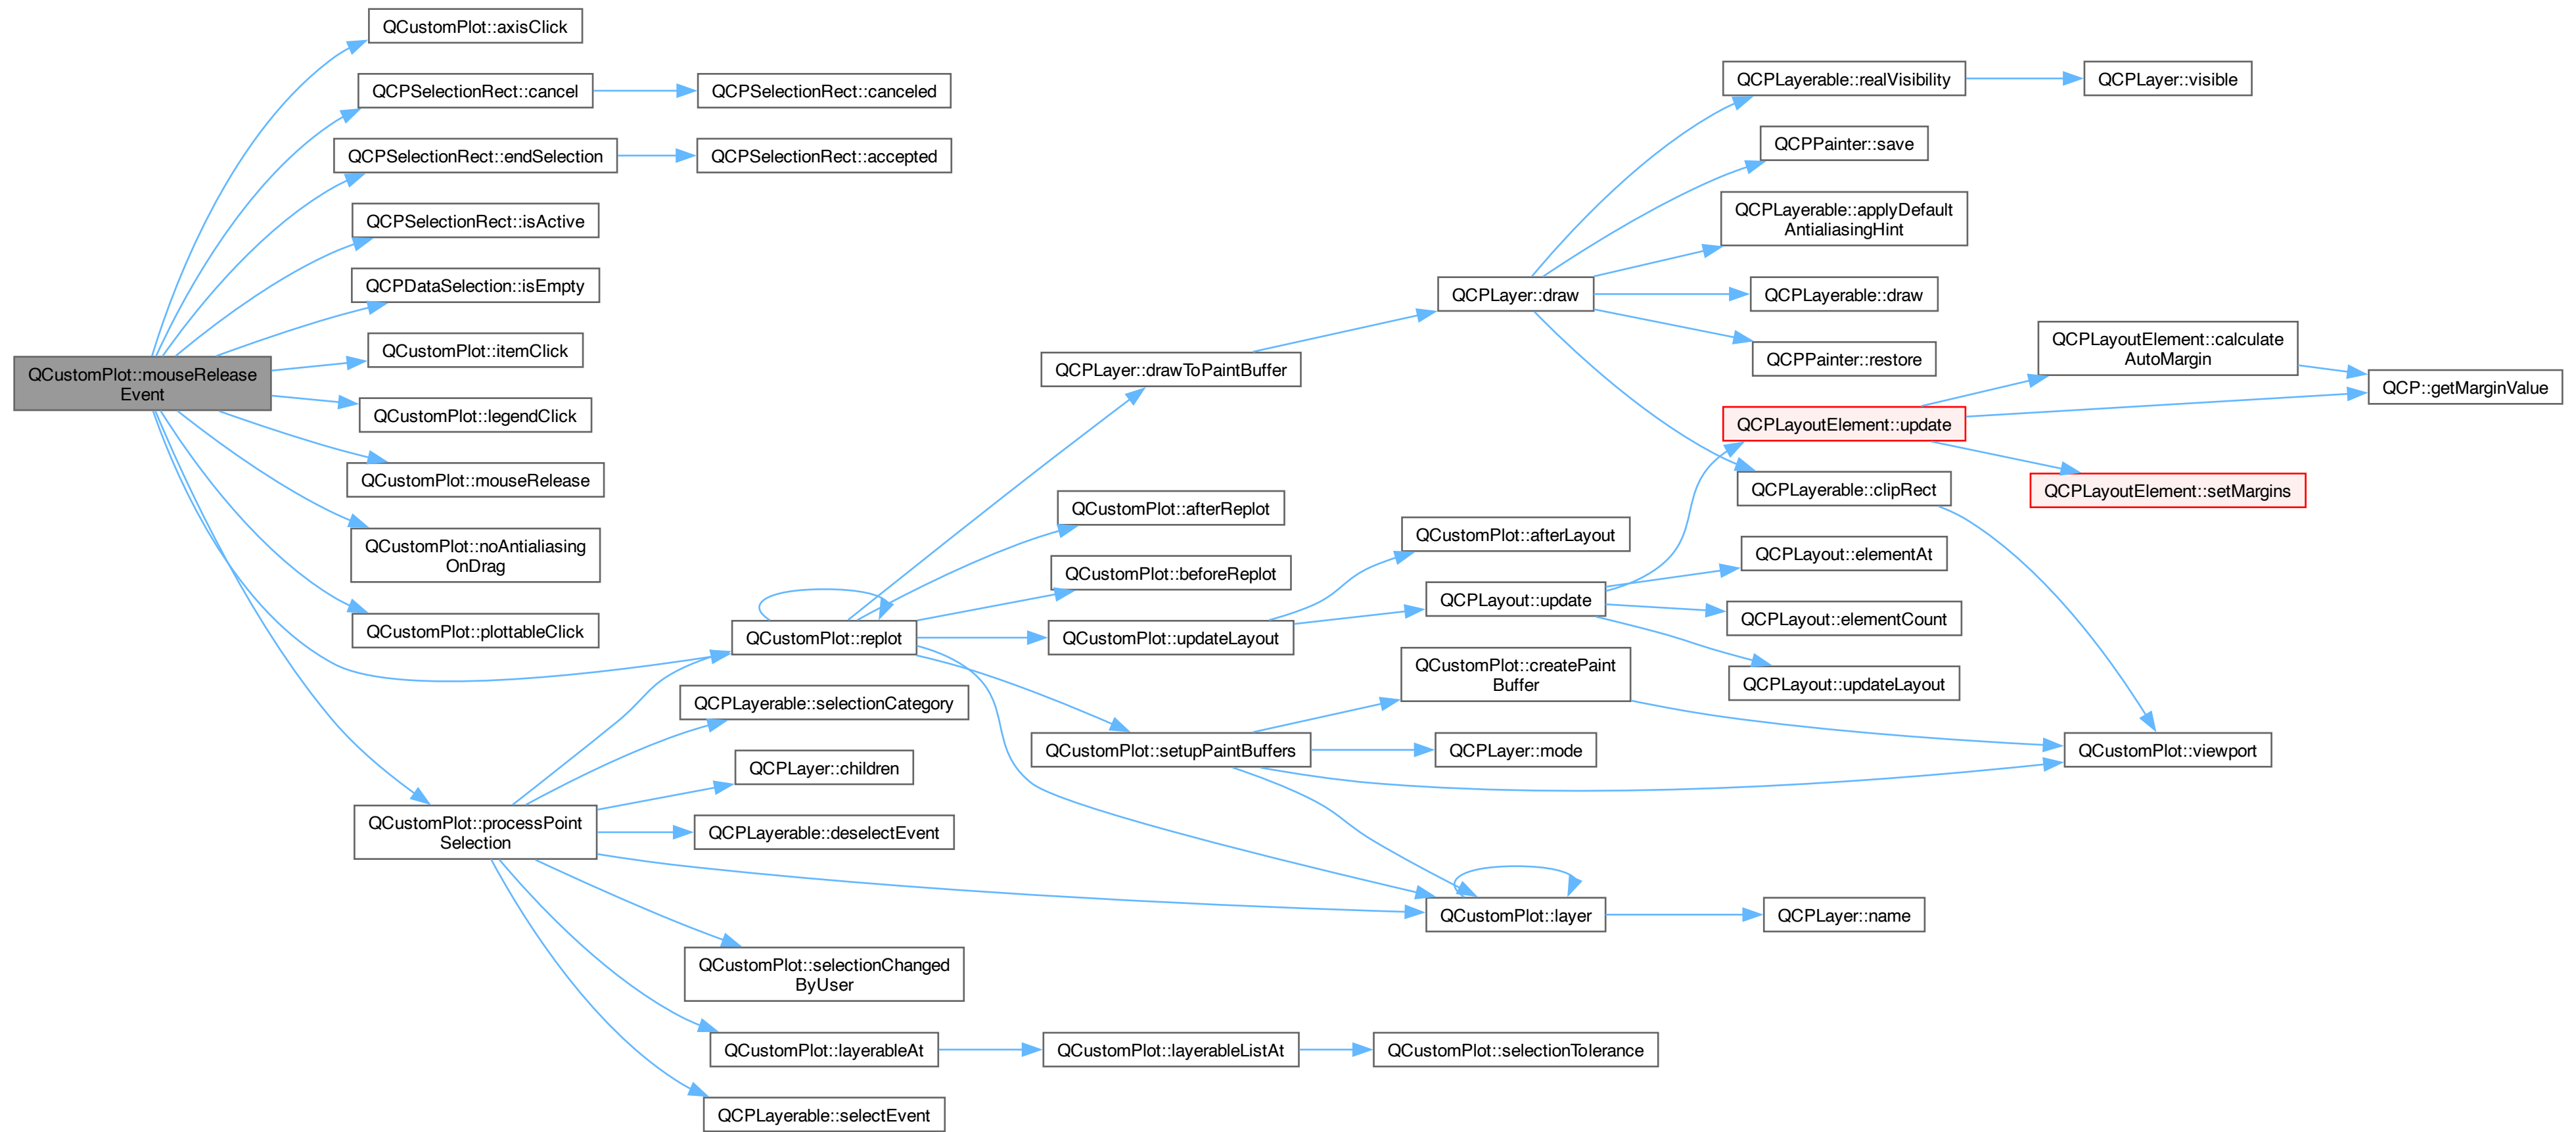 QCustomPlot::mouseRelease
Event
QCustomPlot::axisClick
QCPSelectionRect::cancel
QCPSelectionRect::canceled
QCPSelectionRect::endSelection
QCPSelectionRect::accepted
QCPSelectionRect::isActive
QCPDataSelection::isEmpty
QCustomPlot::itemClick
QCustomPlot::legendClick
QCustomPlot::mouseRelease
QCustomPlot::noAntialiasing
OnDrag
QCustomPlot::plottableClick
QCustomPlot::processPoint
Selection
QCustomPlot::replot
QCPLayerable::selectionCategory
QCPLayer::children
QCPLayerable::deselectEvent
QCustomPlot::selectionChanged
ByUser
QCustomPlot::layerableAt
QCPLayerable::selectEvent
QCPLayer::drawToPaintBuffer
QCustomPlot::afterReplot
QCustomPlot::beforeReplot
QCustomPlot::updateLayout
QCustomPlot::setupPaintBuffers
QCustomPlot::layerableListAt
QCustomPlot::selectionTolerance
QCPLayer::draw
QCustomPlot::afterLayout
QCPLayout::update
QCustomPlot::createPaint
Buffer
QCPLayer::mode
QCustomPlot::layer
QCPLayer::name
QCPLayerable::realVisibility
QCPLayer::visible
QCPPainter::save
QCPLayerable::applyDefault
AntialiasingHint
QCPLayerable::draw
QCPPainter::restore
QCPLayoutElement::update
QCPLayerable::clipRect
QCPLayout::elementAt
QCPLayout::elementCount
QCPLayout::updateLayout
QCPLayoutElement::calculate
AutoMargin
QCP::getMarginValue
QCPLayoutElement::setMargins
QCustomPlot::viewport